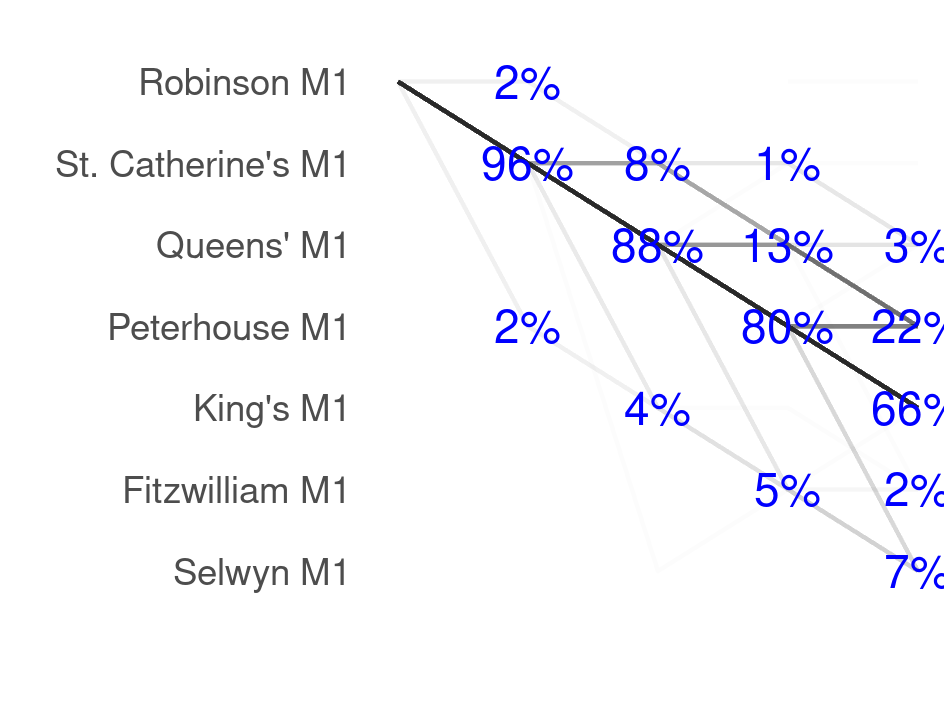 Robinson M1 2%
St. Catherine's M1 96% 8% 1%
Queens' M1 88% 13% 3%
Peterhouse M1 2% 80% 22%
King's M1 4% 66%
Fitzwilliam M1 5% 2%
Selwyn M1 7%